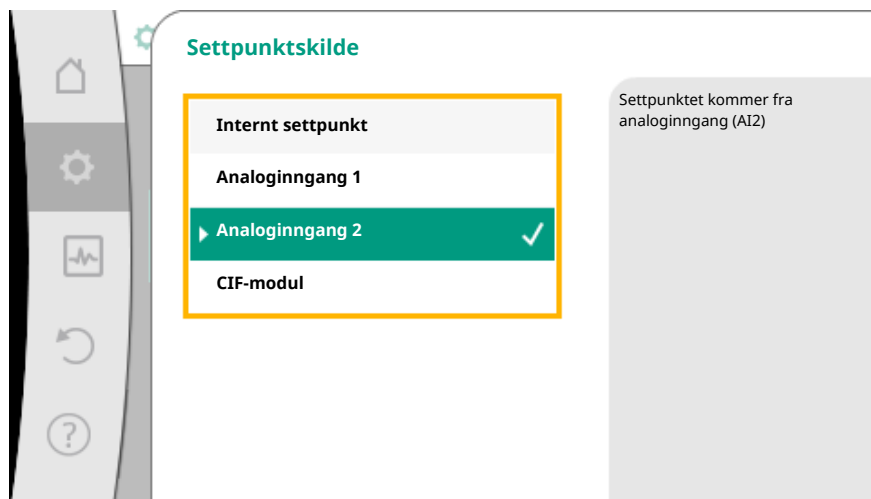 Settpunktskilde
Internt settpunkt
Analoginngang 1
Analoginngang 2
CIF-modul
Settpunktet kommer fra
analoginngang (AI2)